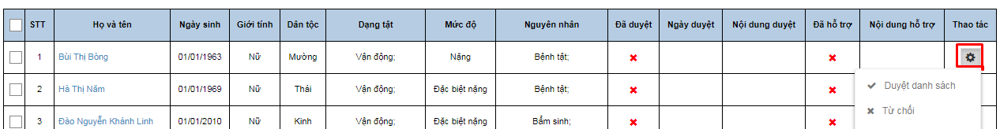 STT Họ và tên Ngày sinh Giới tính Dân tộc Dạng tật Mức độ Nguyên nhân Đã duyệt Ngày duyệt Nội dung duyệt Đã hỗ trợ Nội dung hỗ trợ Thao tác
1 Bùi Thị Bòng 01/01/1963 Nữ Mường Vận động; Nặng Bệnh tật;
Duyệt danh sách
2 Hà Thị Năm 01/01/1969 Nữ Thái Vận động; Đặc biệt nặng Bệnh tật;
Từ chối
3 Đào Nguyễn Khánh Linh 01/01/2010 Nữ Kinh Vận động; Đặc biệt nặng Bẩm sinh;